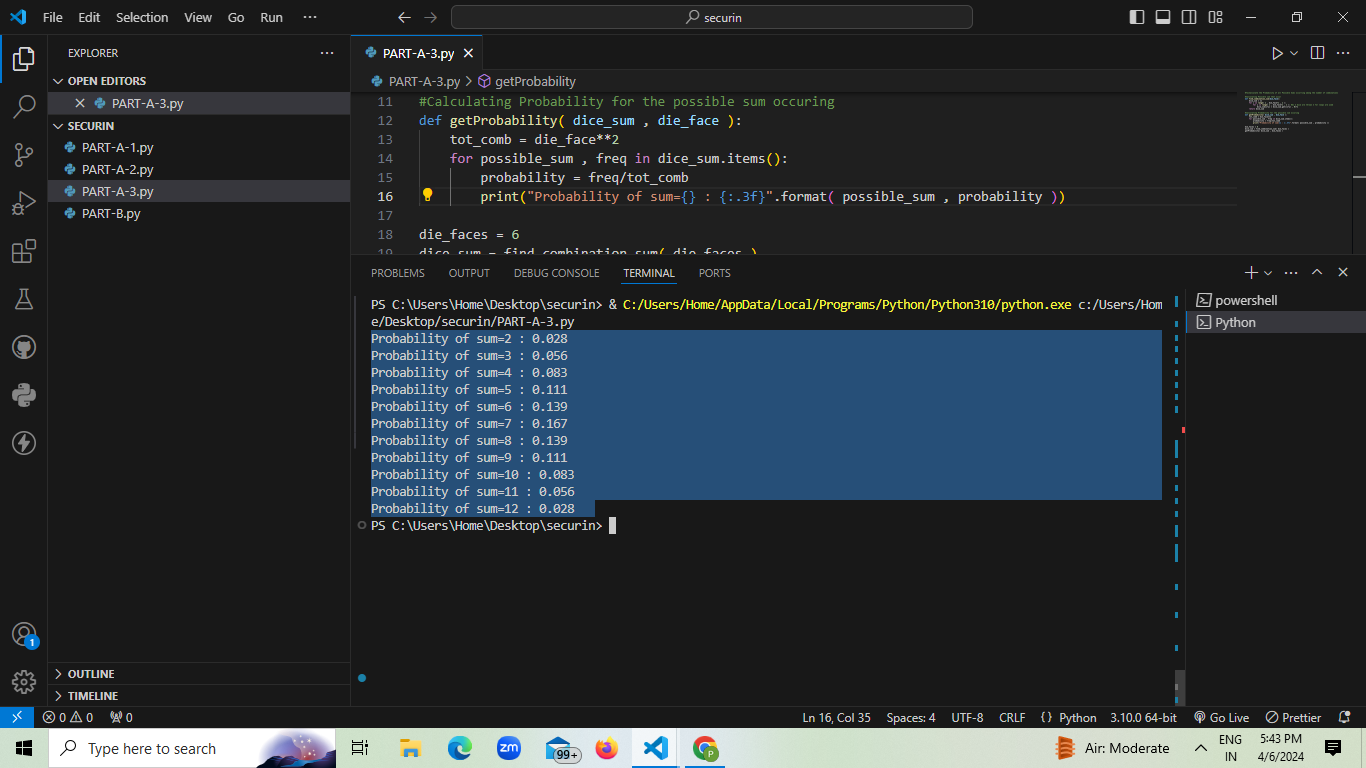 File Edit Selection View Go Run ···
securin
EXPLORER
OPEN EDITORS
PART-A-3.py
SECURIN
PART-A-1.py
PART-A-2.py
PART-A-3.py
PART-B.py
OUTLINE
TIMELINE
PART-A-3.py
PART-A-3.py > getProbability
11 #Calculating Probability for the possible sum occuring
12 def getProbability( dice_sum , die_face ):
13 tot_comb = die_face**2
14 for possible_sum , freq in dice_sum.items():
15 probability = freq/tot_comb
16 print("Probability of sum={} : {:.3f}".format( possible_sum , probability ))
17
18 die_faces = 6
19 dice_sum = find_combination_sum( die_faces )
PROBLEMS OUTPUT DEBUG CONSOLE TERMINAL PORTS
PS C:\Users\Home\Desktop\securin> & C:/Users/Home/AppData/Local/Programs/Python/Python310/python.exe c:/Users/Hom
e/Desktop/securin/PART-A-3.py
Probability of sum=2 : 0.028
Probability of sum=3 : 0.056
Probability of sum=4 : 0.083
Probability of sum=5 : 0.111
Probability of sum=6 : 0.139
Probability of sum=7 : 0.167
Probability of sum=8 : 0.139
Probability of sum=9 : 0.111
Probability of sum=10 : 0.083
Probability of sum=11 : 0.056
Probability of sum=12 : 0.028
PS C:\Users\Home\Desktop\securin>
powershell
Python
1
0 0 0
Ln 16, Col 35 Spaces: 4 UTF-8 CRLF {} Python 3.10.0 64-bit Go Live Prettier
Type here to search
zm
99+
P
Air: Moderate
ENG
IN
5:43 PM
4/6/2024